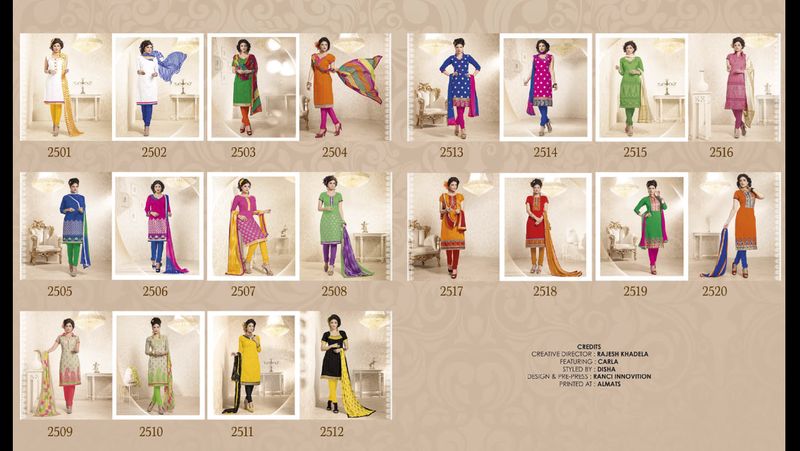 2501 2502 2503 2504 2513 2514 2515 2516
2505 2506 2507 2508 2517 2518 2519 2520
2509 2510 2511 2512
CREDITS
CREATIVE DIRECTOR : RAJESH KHADELA
FEATURING : CARLA
STYLED BY : DISHA
DESIGN & PRE-PRESS : RANCI INNOVITION
PRINTED AT : ALMATS